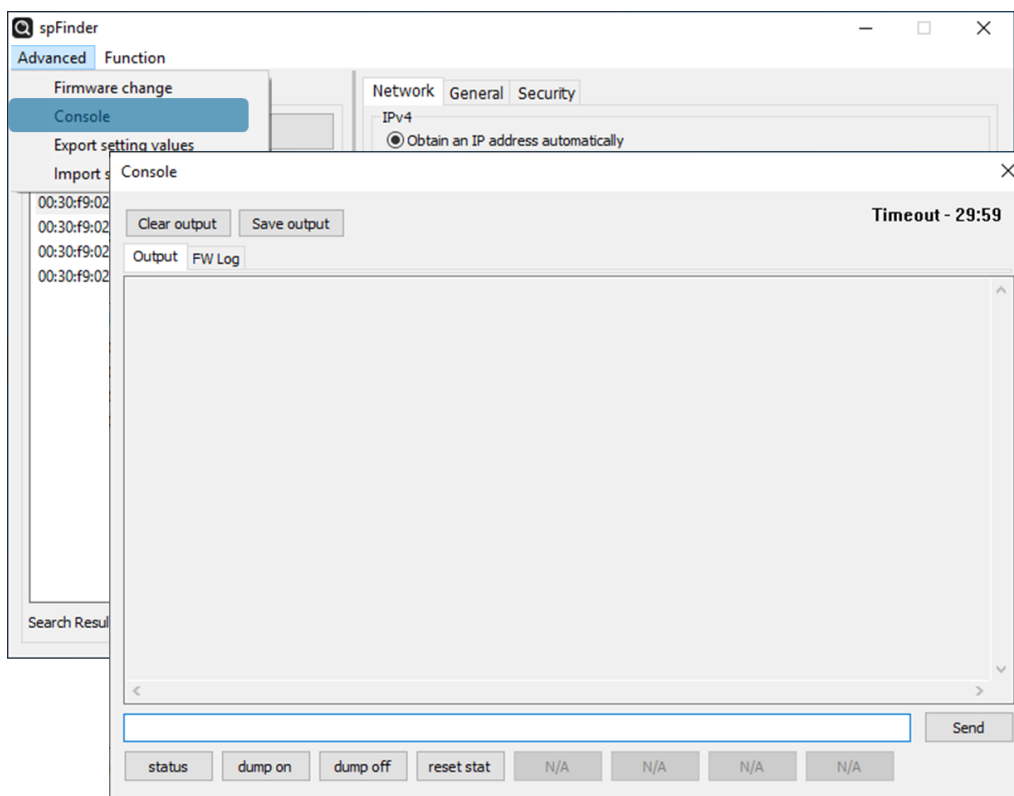 spFinder
Advanced Function
Firmware change
Console
Export setting values
Import s
Network General Security
IPv4
Obtain an IP address automatically
00:30:f9:02
00:30:f9:02
00:30:f9:02
00:30:f9:02
Search Resul
Console
Timeout - 29:59
Clear output Save output
Output FW Log
Send
status dump on dump off reset stat N/A N/A N/A N/A